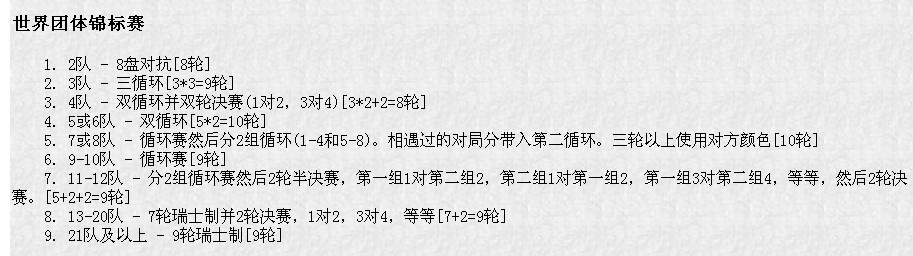 世界团体锦标赛
1. 2队 - 8盘对抗[8轮]
2. 3队 - 三循环[3*3=9轮]
3. 4队 - 双循环并双轮决赛(1对2，3对4)[3*2+2=8轮]
4. 5或6队 - 双循环[5*2=10轮]
5. 7或8队 - 循环赛然后分2组循环(1-4和5-8)。相遇过的对局分带入第二循环。三轮以上使用对方颜色[10轮]
6. 9-10队 - 循环赛[9轮]
7. 11-12队 - 分2组循环赛然后2轮半决赛，第一组1对第二组2，第二组1对第一组2，第一组3对第二组4，等等，然后2轮决
赛。[5+2+2=9轮]
8. 13-20队 - 7轮瑞士制并2轮决赛，1对2，3对4，等等[7+2=9轮]
9. 21队及以上 - 9轮瑞士制[9轮]